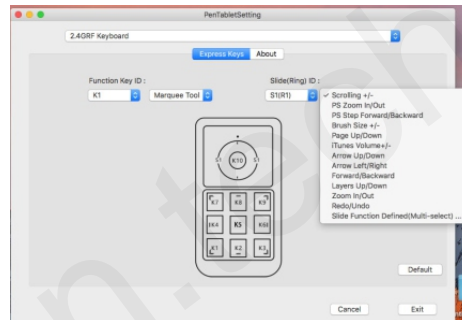 PenTabletSetting
2.4GRF Keyboard
Express Keys About
Function Key ID : Slide(Ring) ID :
K1 Marquee Tool S1(R1) ✓ Scrolling +/-
PS Zoom In/Out
PS Step Forward/Backward
Brush Size +/-
Page Up/Down
iTunes Volume+/-
Arrow Up/Down
Arrow Left/Right
Forward/Backward
Layers Up/Down
Zoom In/Out
Redo/Undo
Slide Function Defined(Multi-select) ...
S1 K10 S1
K7 K8 K9
K4 K5 K6
K1 K2 K3
Default
Cancel Exit